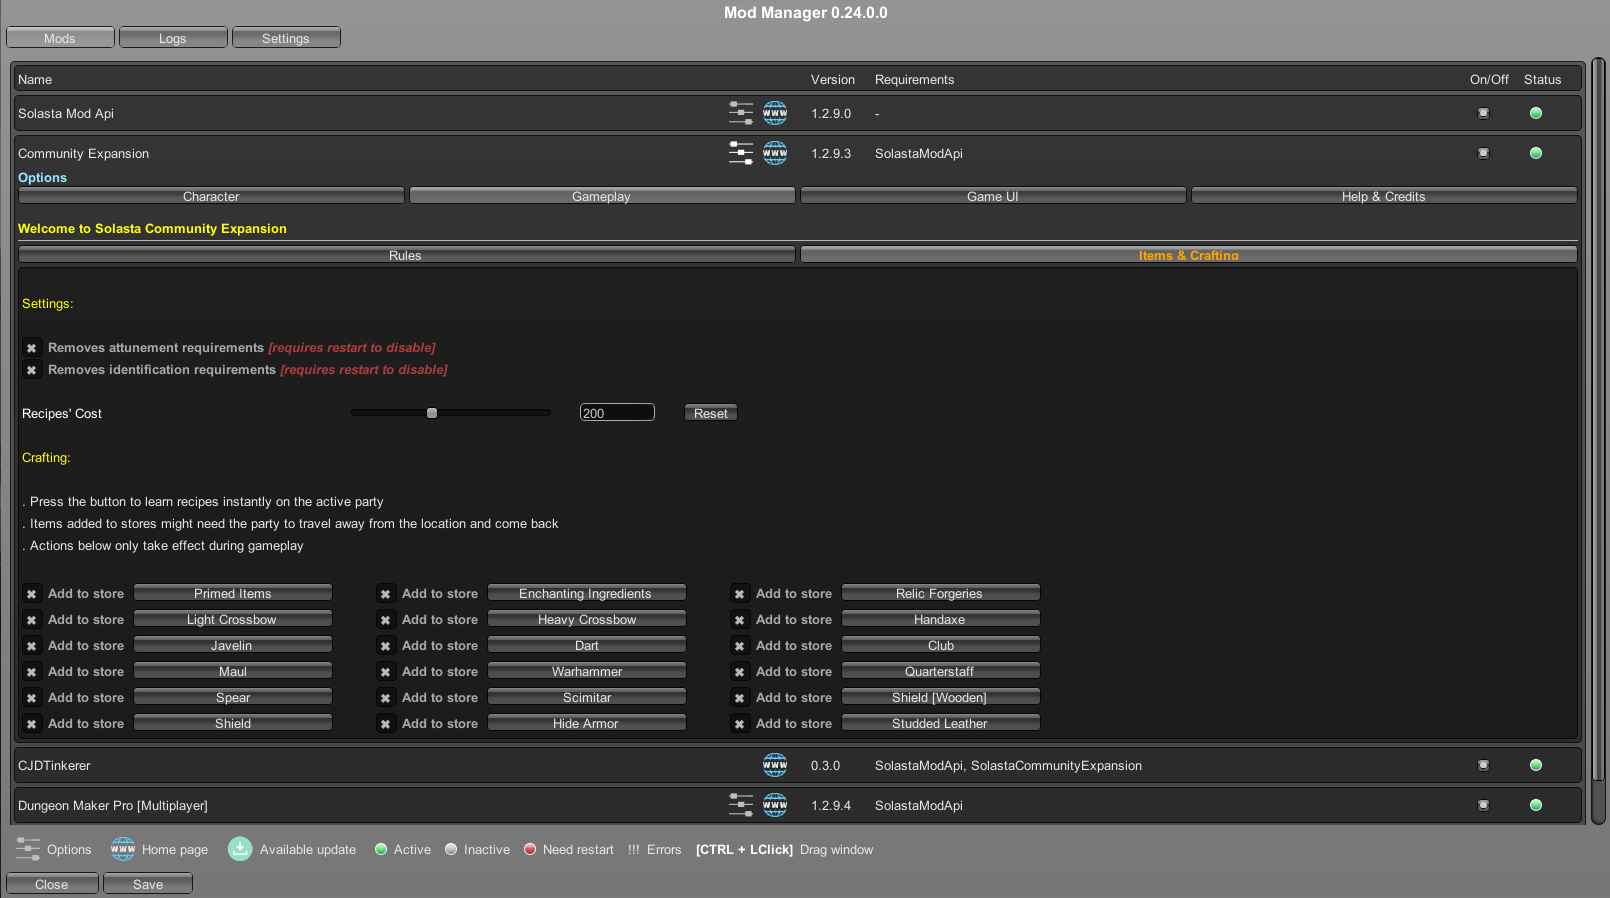 Mod Manager 0.24.0.0
Mods Logs Settings
Name Version Requirements On/Off Status
Solasta Mod Api WWW 1.2.9.0 -
Community Expansion WWW 1.2.9.3 SolastaModApi
Options
Character Gameplay Game UI Help & Credits
Welcome to Solasta Community Expansion
Rules Items & Crafting
Settings:
Removes attunement requirements [requires restart to disable]
Removes identification requirements [requires restart to disable]
Recipes' Cost 200 Reset
Crafting:
. Press the button to learn recipes instantly on the active party
. Items added to stores might need the party to travel away from the location and come back
. Actions below only take effect during gameplay
Add to store Primed Items Add to store Enchanting Ingredients Add to store Relic Forgeries
Add to store Light Crossbow Add to store Heavy Crossbow Add to store Handaxe
Add to store Javelin Add to store Dart Add to store Club
Add to store Maul Add to store Warhammer Add to store Quarterstaff
Add to store Spear Add to store Scimitar Add to store Shield [Wooden]
Add to store Shield Add to store Hide Armor Add to store Studded Leather
CJDTinkerer WWW 0.3.0 SolastaModApi, SolastaCommunityExpansion
Dungeon Maker Pro [Multiplayer] WWW 1.2.9.4 SolastaModApi
Options WWW Home page Available update Active Inactive Need restart !!! Errors [CTRL + LClick] Drag window
Close Save